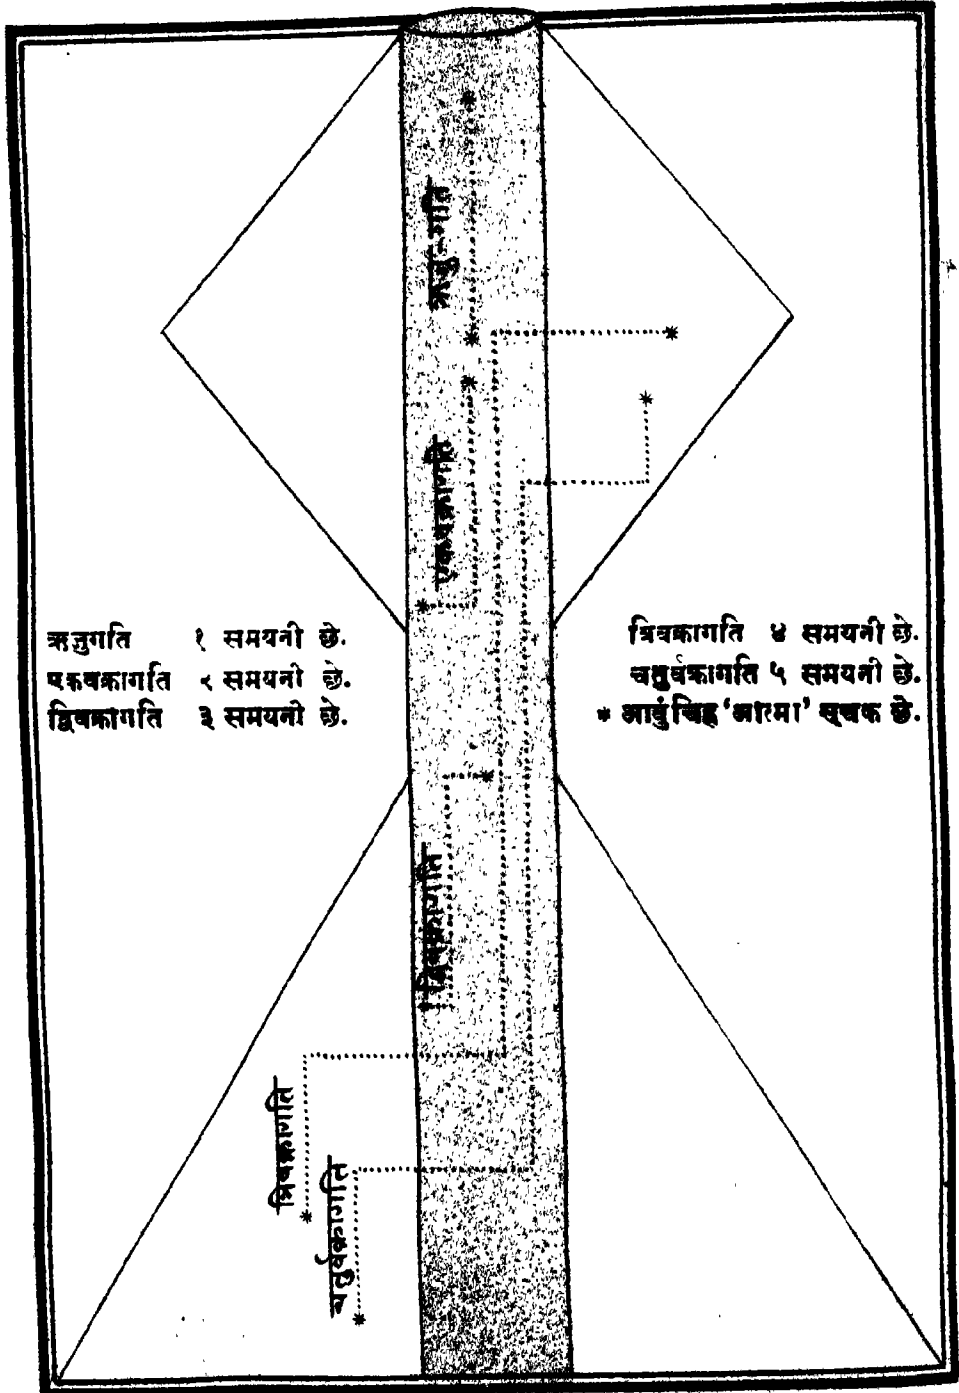 ऋजु-गति
एकवक्रागति
ऋजुगति १ समयनी छे.
एकवक्रागति २ समयनी छे.
द्विवक्रागति ३ समयनी छे.
त्रिवक्रागति ४ समयनी छे.
चतुर्वक्रागति ५ समयनी छे.
* आवुं चिह्न 'आत्मा' सूचक छे.
द्विवक्रागति
त्रिवक्रागति
चतुर्वक्रागति